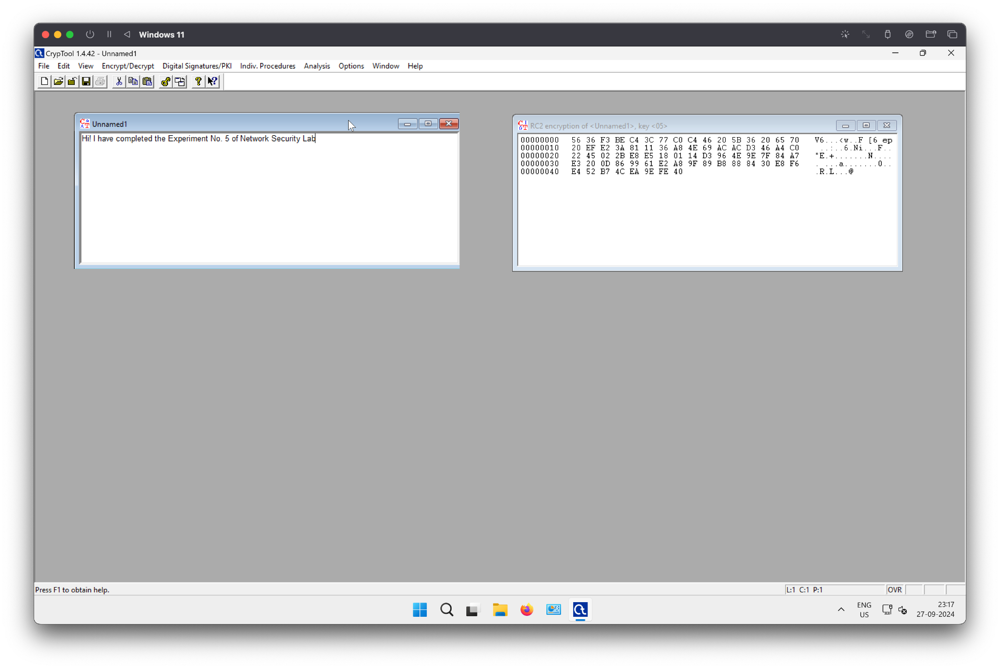 Windows 11
CrypTool 1.4.42 - Unnamed1
File Edit View Encrypt/Decrypt Digital Signatures/PKI Indiv. Procedures Analysis Options Window Help
Unnamed1
Hi! I have completed the Experiment No. 5 of Network Security Lab
RC2 encryption of <Unnamed1>, key <05>
00000000 56 36 F3 BE C4 3C 77 C0 C4 46 20 5B 36 20 65 70 V6...<w..F [6 ep
00000010 20 EF E2 3A 81 11 36 A8 4E 69 AC AC D3 46 A4 C0 ..:..6.Ni...F..
00000020 22 45 02 2B E8 E5 18 01 14 D3 96 4E 9E 7F 84 A7 "E.+.......N....
00000030 E3 20 0D 86 99 61 E2 A8 9F 89 B8 88 84 30 E8 F6 . ...a.......0..
00000040 E4 52 B7 4C EA 9E FE 40 .R.L...@
Press F1 to obtain help.
L:1 C:1 P:1
OVR
ENG
US
23:17
27-09-2024